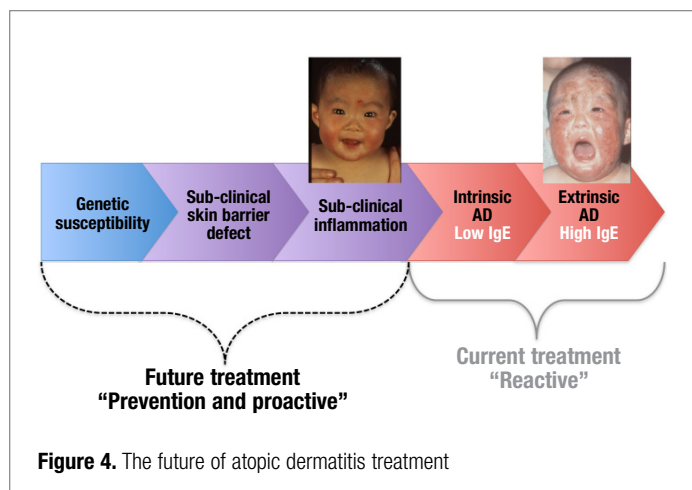 Genetic
susceptibility
Sub-clinical
skin barrier
defect
Sub-clinical
inflammation
Intrinsic
AD
Low IgE
Extrinsic
AD
High IgE
Future treatment
“Prevention and proactive”
Current treatment
“Reactive”
Figure 4. The future of atopic dermatitis treatment